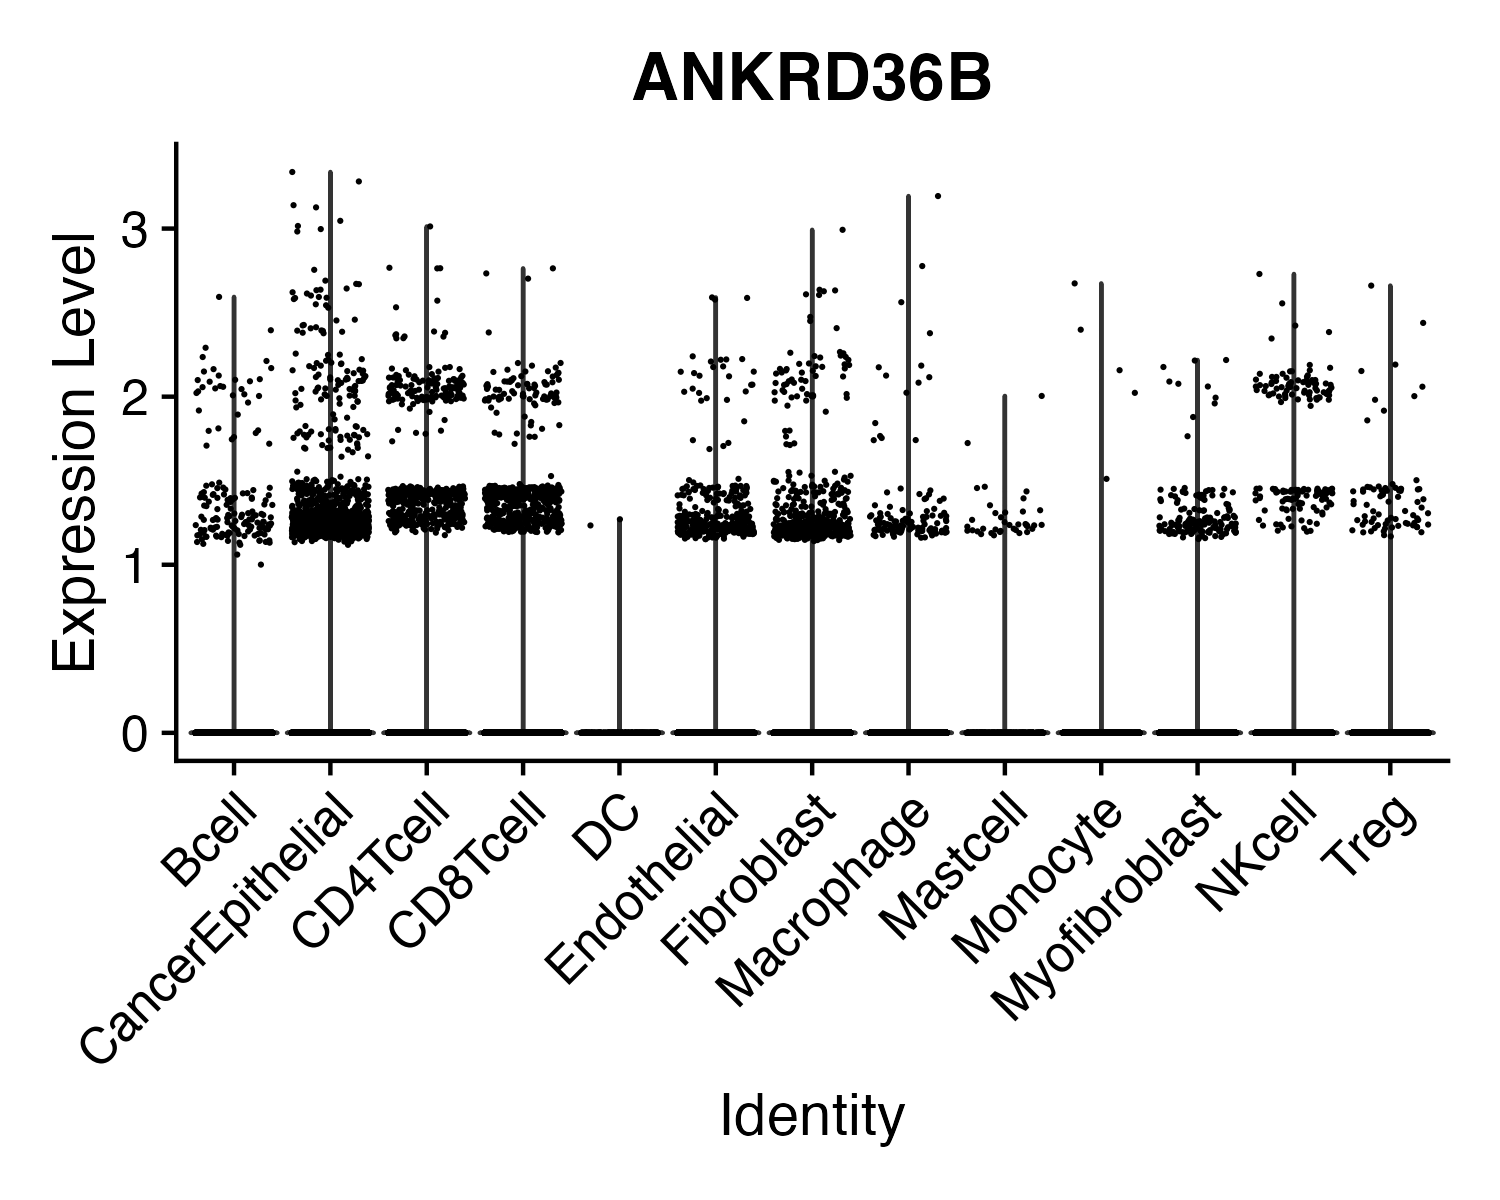 ANKRD36B
Expression Level
3
2
1
0
Bcell
CancerEpithelial
CD4Tcell
CD8Tcell
DC
Endothelial
Fibroblast
Macrophage
Mastcell
Monocyte
Myofibroblast
NKcell
Treg
Identity